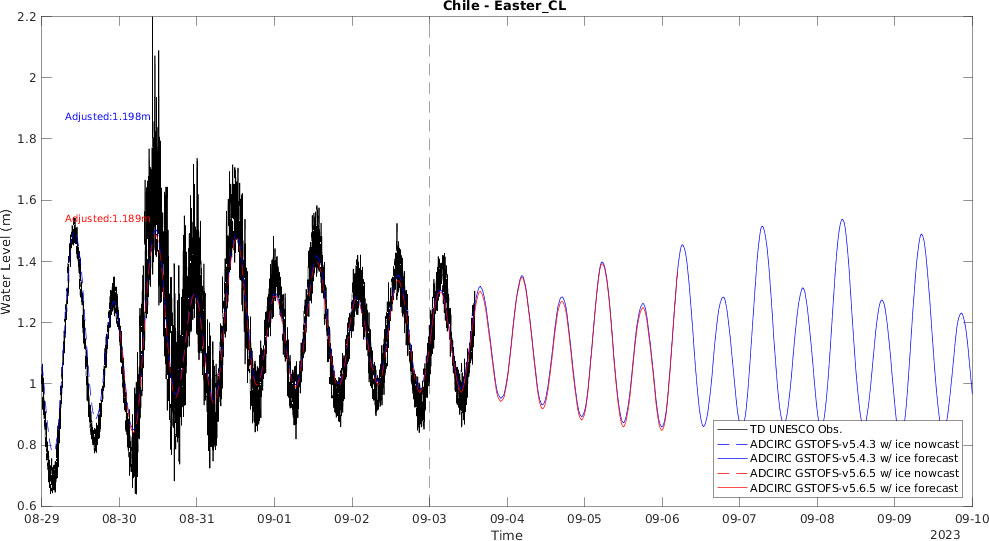 Chile - Easter_CL
2.2
2
1.8
1.6
1.4
1.2
1
0.8
0.6
Water Level (m)
Adjusted:1.198m
Adjusted:1.189m
TD UNESCO Obs.
ADCIRC GSTOFS-v5.4.3 w/ ice nowcast
ADCIRC GSTOFS-v5.4.3 w/ ice forecast
ADCIRC GSTOFS-v5.6.5 w/ ice nowcast
ADCIRC GSTOFS-v5.6.5 w/ ice forecast
08-29 08-30 08-31 09-01 09-02 09-03 09-04 09-05 09-06 09-07 09-08 09-09 09-10
Time
2023